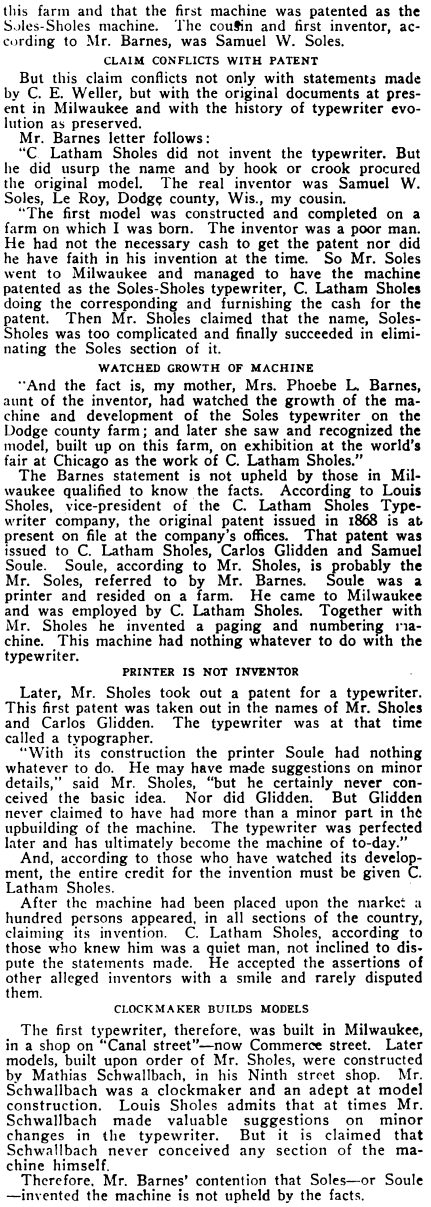 this farm and that the first machine was patented as the
Soles-Sholes machine. The cousin and first inventor, ac-
cording to Mr. Barnes, was Samuel W. Soles.
CLAIM CONFLICTS WITH PATENT
But this claim conflicts not only with statements made
by C. E. Weller, but with the original documents at pres-
ent in Milwaukee and with the history of typewriter evo-
lution as preserved.
Mr. Barnes letter follows:
"C Latham Sholes did not invent the typewriter. But
he did usurp the name and by hook or crook procured
the original model. The real inventor was Samuel W.
Soles, Le Roy, Dodge county, Wis., my cousin.
"The first model was constructed and completed on a
farm on which I was born. The inventor was a poor man.
He had not the necessary cash to get the patent nor did
he have faith in his invention at the time. So Mr. Soles
went to Milwaukee and managed to have the machine
patented as the Soles-Sholes typewriter, C. Latham Sholes
doing the corresponding and furnishing the cash for the
patent. Then Mr. Sholes claimed that the name, Soles-
Sholes was too complicated and finally succeeded in elimi-
nating the Soles section of it.
WATCHED GROWTH OF MACHINE
"And the fact is, my mother, Mrs. Phoebe L. Barnes,
aunt of the inventor, had watched the growth of the ma-
chine and development of the Soles typewriter on the
Dodge county farm; and later she saw and recognized the
model, built up on this farm, on exhibition at the world's
fair at Chicago as the work of C. Latham Sholes."
The Barnes statement is not upheld by those in Mil-
waukee qualified to know the facts. According to Louis
Sholes, vice-president of the C. Latham Sholes Type-
writer company, the original patent issued in 1868 is at
present on file at the company's offices. That patent was
issued to C. Latham Sholes, Carlos Glidden and Samuel
Soule. Soule, according to Mr. Sholes, is probably the
Mr. Soles, referred to by Mr. Barnes. Soule was a
printer and resided on a farm. He came to Milwaukee
and was employed by C. Latham Sholes. Together with
Mr. Sholes he invented a paging and numbering ma-
chine. This machine had nothing whatever to do with the
typewriter.
PRINTER IS NOT INVENTOR
Later, Mr. Sholes took out a patent for a typewriter.
This first patent was taken out in the names of Mr. Sholes
and Carlos Glidden. The typewriter was at that time
called a typographer.
"With its construction the printer Soule had nothing
whatever to do. He may have made suggestions on minor
details," said Mr. Sholes, "but he certainly never con-
ceived the basic idea. Nor did Glidden. But Glidden
never claimed to have had more than a minor part in the
upbuilding of the machine. The typewriter was perfected
later and has ultimately become the machine of to-day."
And, according to those who have watched its develop-
ment, the entire credit for the invention must be given C.
Latham Sholes.
After the machine had been placed upon the market a
hundred persons appeared, in all sections of the country,
claiming its invention. C. Latham Sholes, according to
those who knew him was a quiet man, not inclined to dis-
pute the statements made. He accepted the assertions of
other alleged inventors with a smile and rarely disputed
them.
CLOCKMAKER BUILDS MODELS
The first typewriter, therefore, was built in Milwaukee,
in a shop on "Canal street"—now Commerce street. Later
models, built upon order of Mr. Sholes, were constructed
by Mathias Schwallbach, in his Ninth street shop. Mr.
Schwallbach was a clockmaker and an adept at model
construction. Louis Sholes admits that at times Mr.
Schwallbach made valuable suggestions on minor
changes in the typewriter. But it is claimed that
Schwallbach never conceived any section of the ma-
chine himself.
Therefore, Mr. Barnes' contention that Soles—or Soule
—invented the machine is not upheld by the facts.